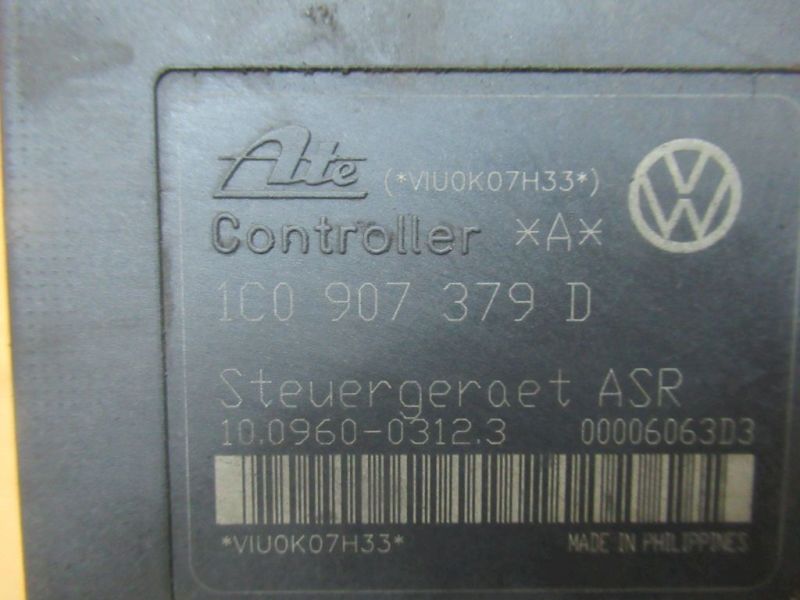 Ate (*VIU0K07H33*)
Controller *A*
1C0 907 379 D
Steuergeraet ASR
10.0960-0312.3 00006063D3
*VIU0K07H33* MADE IN PHILIPPINES